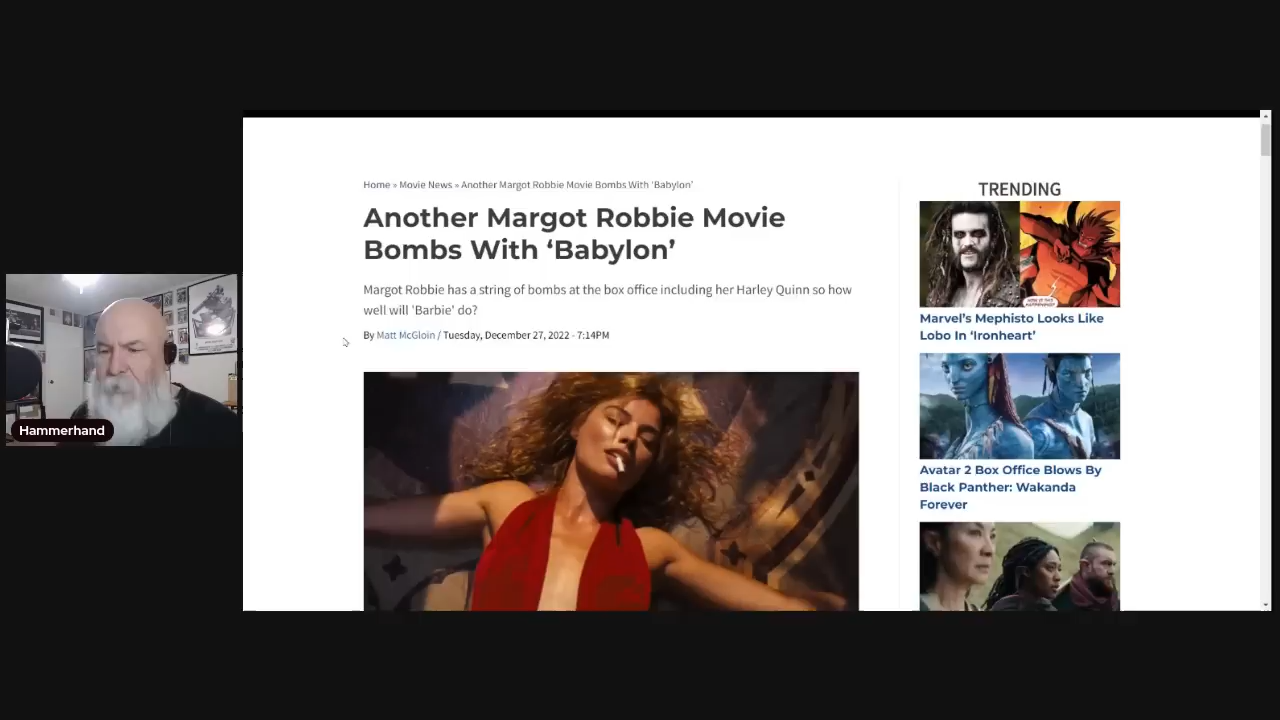 Home » Movie News » Another Margot Robbie Movie Bombs With ‘Babylon’
Another Margot Robbie Movie
Bombs With ‘Babylon’
Margot Robbie has a string of bombs at the box office including her Harley Quinn so how
well will 'Barbie' do?
By Matt McGloin / Tuesday, December 27, 2022 - 7:14PM
TRENDING
Marvel’s Mephisto Looks Like
Lobo In ‘Ironheart’
Avatar 2 Box Office Blows By
Black Panther: Wakanda
Forever
Hammerhand